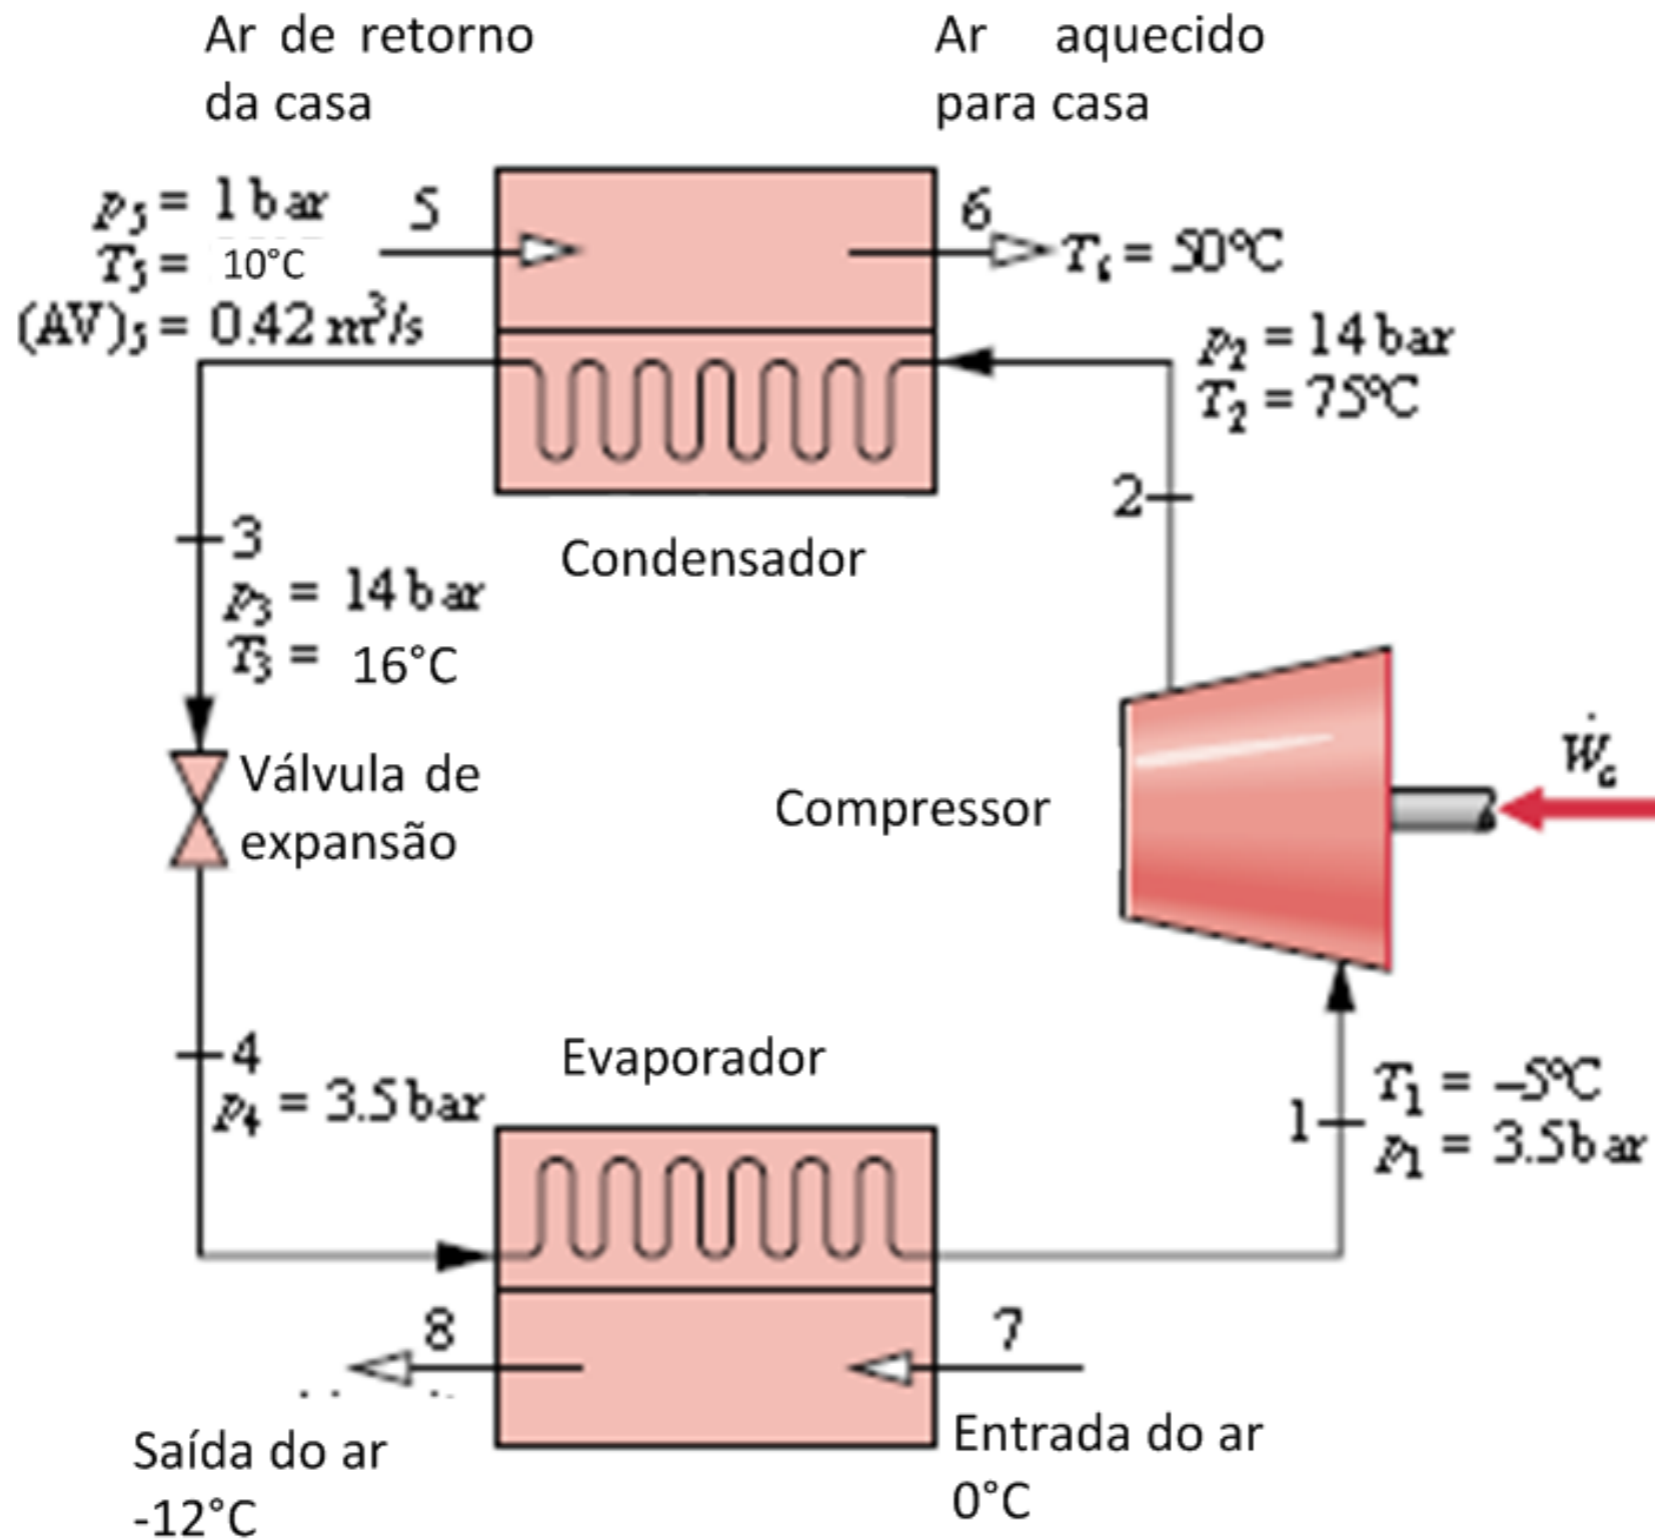 Ar de retorno
da casa
Ar aquecido
para casa
p5 = 1 bar
T5 = 10°C
(AV)5 = 0.42 m³/s
5
6
T6 = 50°C
p2 = 14 bar
T2 = 75°C
2
3
p3 = 14 bar
T3 = 16°C
Condensador
Válvula de
expansão
Compressor
Ẇc
4
p4 = 3.5 bar
Evaporador
1
T1 = –5°C
p1 = 3.5 bar
8
7
Saída do ar
-12°C
Entrada do ar
0°C